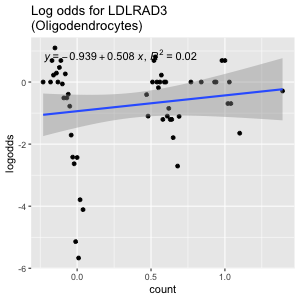 Log odds for LDLRAD3
(Oligodendrocytes)
y = −0.939 + 0.508 x, R² = 0.02
logodds
0
-2
-4
-6
0.0 0.5 1.0
count